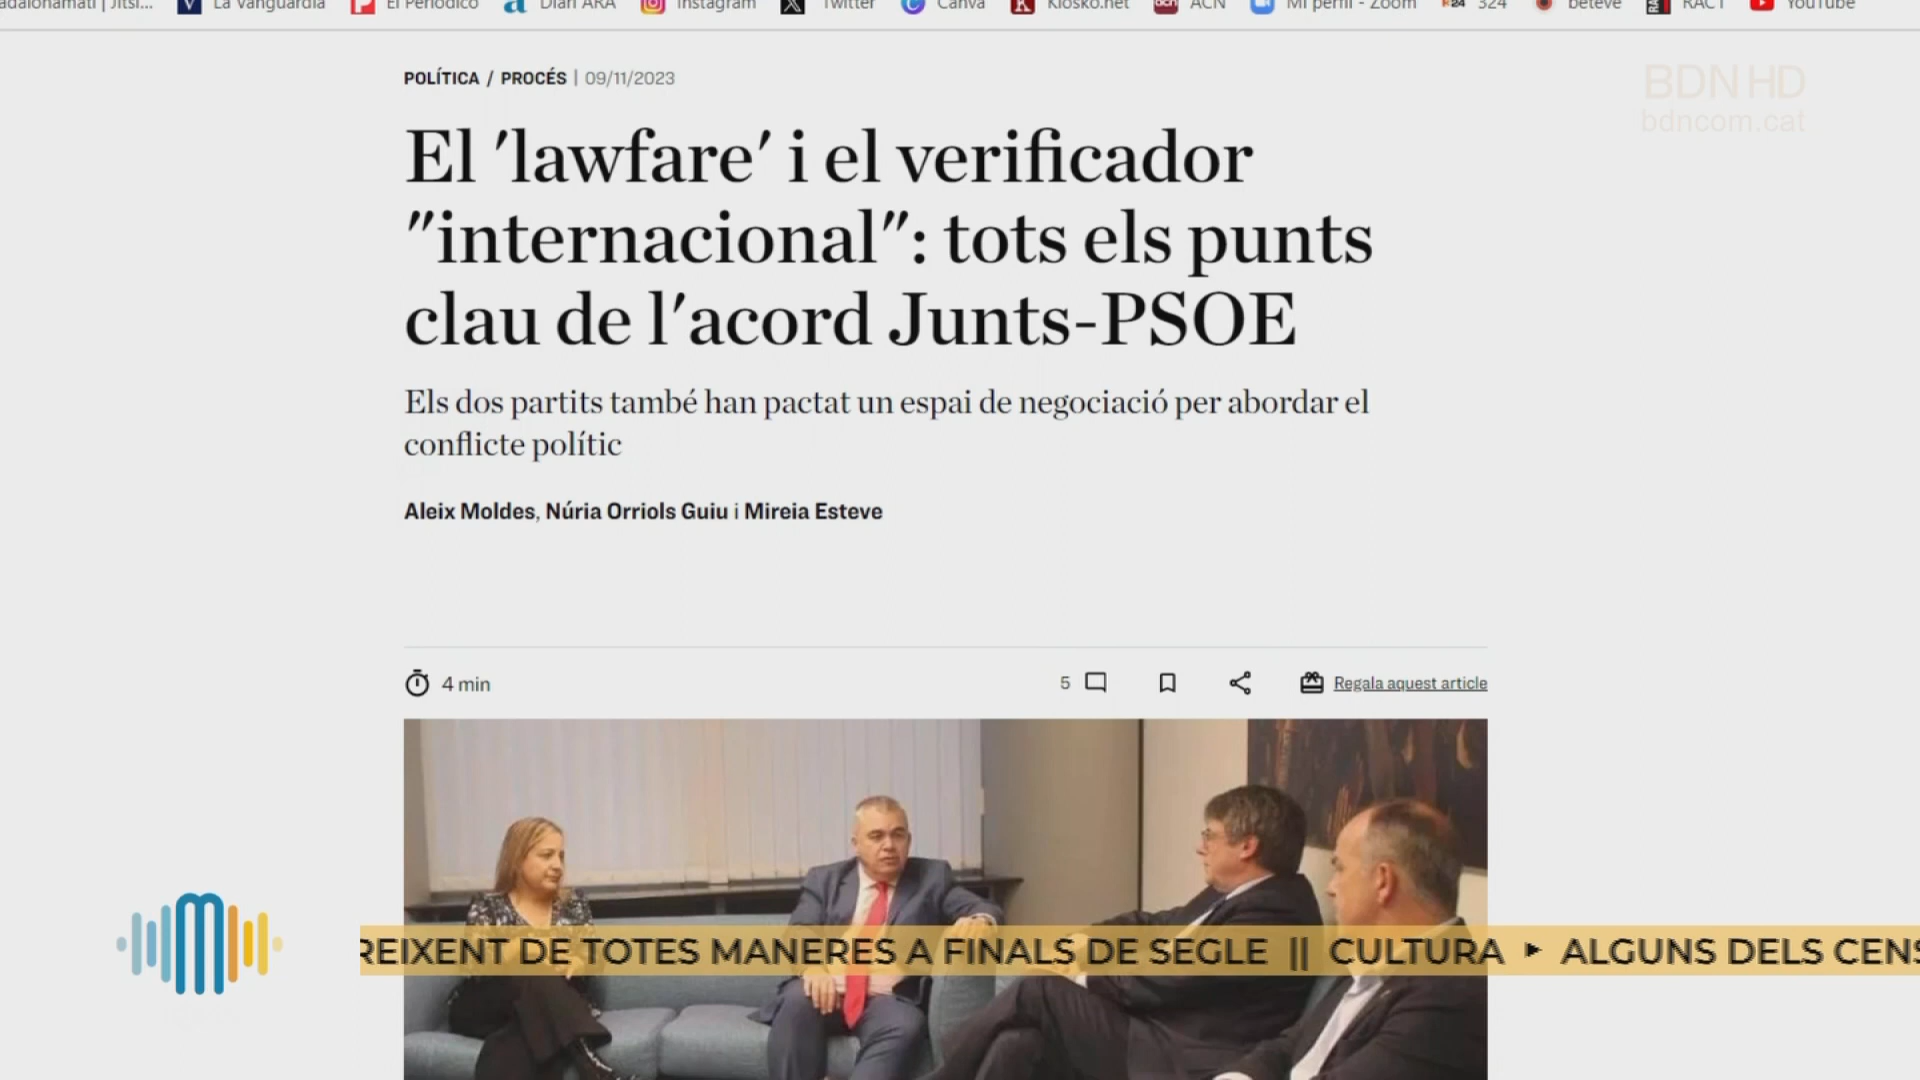 La Vanguardia El Periódico Diari ARA Instagram Twitter Canva Kiosko.net ACN Mi perfil - Zoom 324 betevé RAC1 YouTube
BDN HD
bdncom.cat
POLÍTICA / PROCÉS | 09/11/2023
El 'lawfare' i el verificador
"internacional": tots els punts
clau de l'acord Junts-PSOE
Els dos partits també han pactat un espai de negociació per abordar el
conflicte polític
Aleix Moldes, Núria Orriols Guiu i Mireia Esteve
4 min
5
Regala aquest article
REIXENT DE TOTES MANERES A FINALS DE SEGLE || CULTURA ▸ ALGUNS DELS CENS